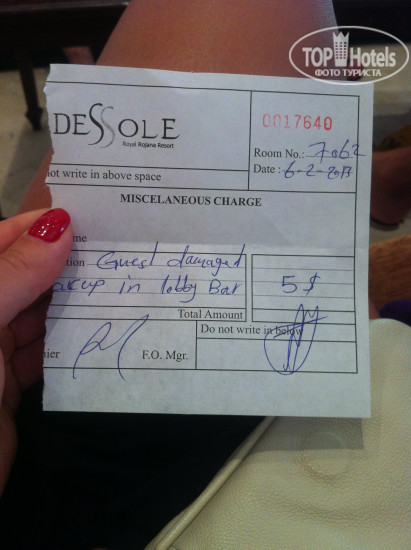 TOP Hotels
ФОТО ТУРИСТА
DESSOLE
Royal Rojana Resort
0017640
Room No.: 7062
Date: 6-2-2013
ot write in above space
MISCELANEOUS CHARGE
me
tion Guest damaged
cup in lobby Bar
5 $
Total Amount
Do not write in below
ier F.O. Mgr.